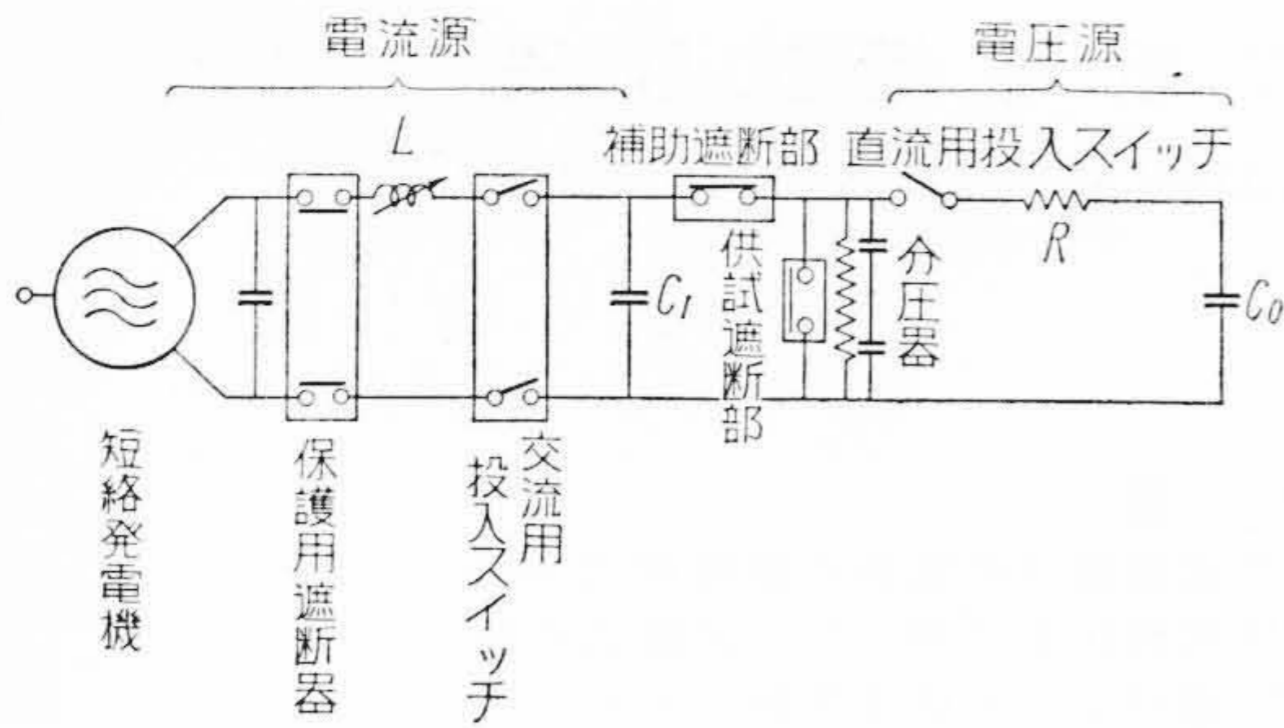 電流源
電圧源
L
補助遮断部
直流用投入スイッチ
R
C₁
C₀
供試遮断部
分圧器
短絡発電機
保護用遮断器
交流用
投入スイッチ